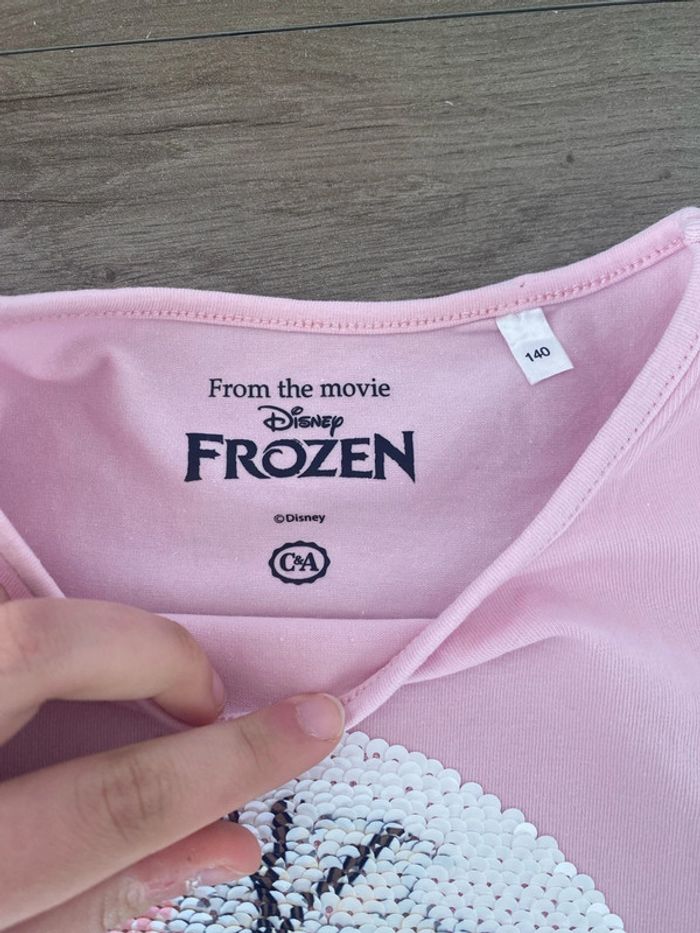 140
From the movie
Disney
FROZEN
©Disney
C&A